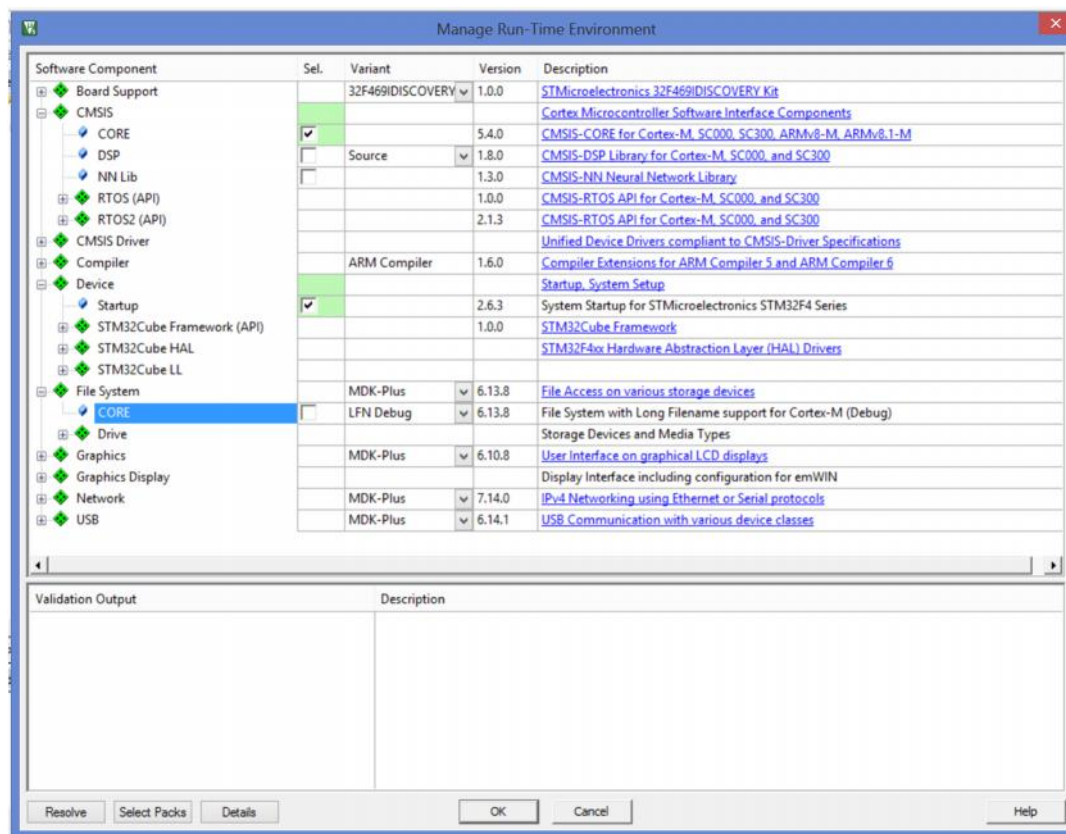 Manage Run-Time Environment
Software Component Sel. Variant Version Description
Board Support 32F469IDISCOVERY 1.0.0 STMicroelectronics 32F469IDISCOVERY Kit
CMSIS Cortex Microcontroller Software Interface Components
CORE 5.4.0 CMSIS-CORE for Cortex-M, SC000, SC300, ARMv8-M, ARMv8.1-M
DSP Source 1.8.0 CMSIS-DSP Library for Cortex-M, SC000, and SC300
NN Lib 1.3.0 CMSIS-NN Neural Network Library
RTOS (API) 1.0.0 CMSIS-RTOS API for Cortex-M, SC000, and SC300
RTOS2 (API) 2.1.3 CMSIS-RTOS API for Cortex-M, SC000, and SC300
CMSIS Driver Unified Device Drivers compliant to CMSIS-Driver Specifications
Compiler ARM Compiler 1.6.0 Compiler Extensions for ARM Compiler 5 and ARM Compiler 6
Device Startup, System Setup
Startup 2.6.3 System Startup for STMicroelectronics STM32F4 Series
STM32Cube Framework (API) 1.0.0 STM32Cube Framework
STM32Cube HAL STM32F4xx Hardware Abstraction Layer (HAL) Drivers
STM32Cube LL
File System MDK-Plus 6.13.8 File Access on various storage devices
CORE LFN Debug 6.13.8 File System with Long Filename support for Cortex-M (Debug)
Drive Storage Devices and Media Types
Graphics MDK-Plus 6.10.8 User Interface on graphical LCD displays
Graphics Display Display Interface including configuration for emWIN
Network MDK-Plus 7.14.0 IPv4 Networking using Ethernet or Serial protocols
USB MDK-Plus 6.14.1 USB Communication with various device classes
Validation Output Description
Resolve Select Packs Details OK Cancel Help